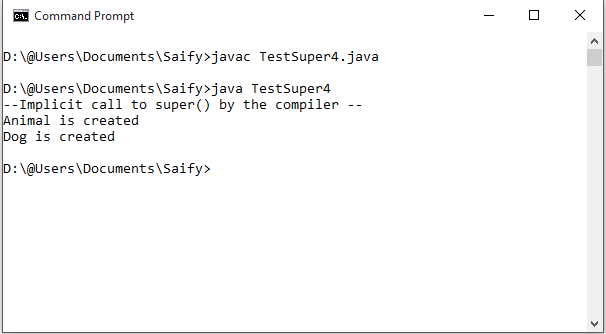 Command Prompt
D:\@Users\Documents\Saify>javac TestSuper4.java
D:\@Users\Documents\Saify>java TestSuper4
--Implicit call to super() by the compiler --
Animal is created
Dog is created
D:\@Users\Documents\Saify>